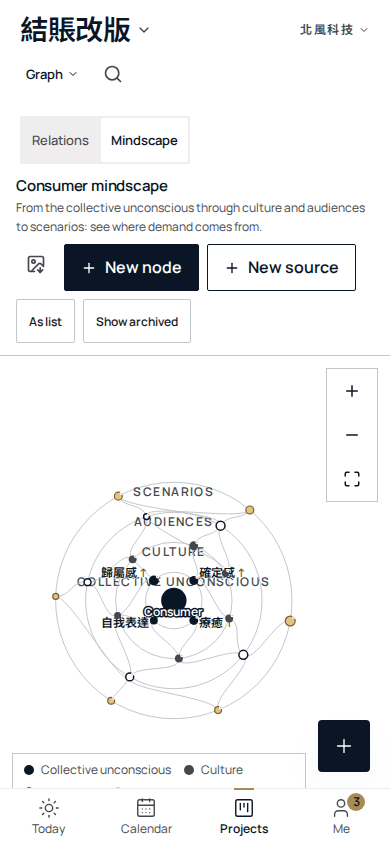 結賬改版
北風科技
Graph
Relations
Mindscape
Consumer mindscape
From the collective unconscious through culture and audiences
to scenarios: see where demand comes from.
+ New node
+ New source
As list
Show archived
+
−
SCENARIOS
AUDIENCES
CULTURE
歸屬感↑
確定感↑
COLLECTIVE UNCONSCIOUS
Consumer
自我表達
療癒↑
+
Collective unconscious
Culture
Today
Calendar
Projects
3
Me